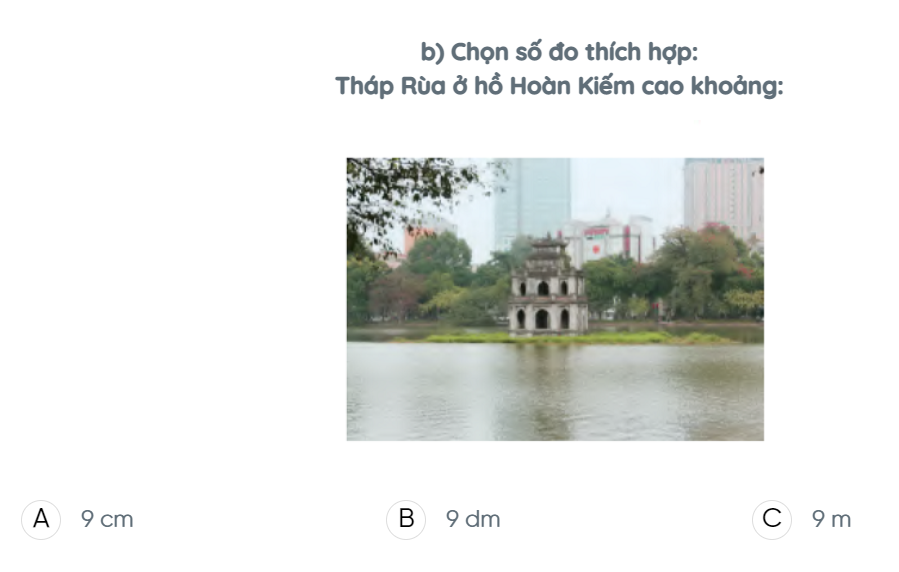 b) Chọn số đo thích hợp:
Tháp Rùa ở hồ Hoàn Kiếm cao khoảng:
A 9 cm
B 9 dm
C 9 m